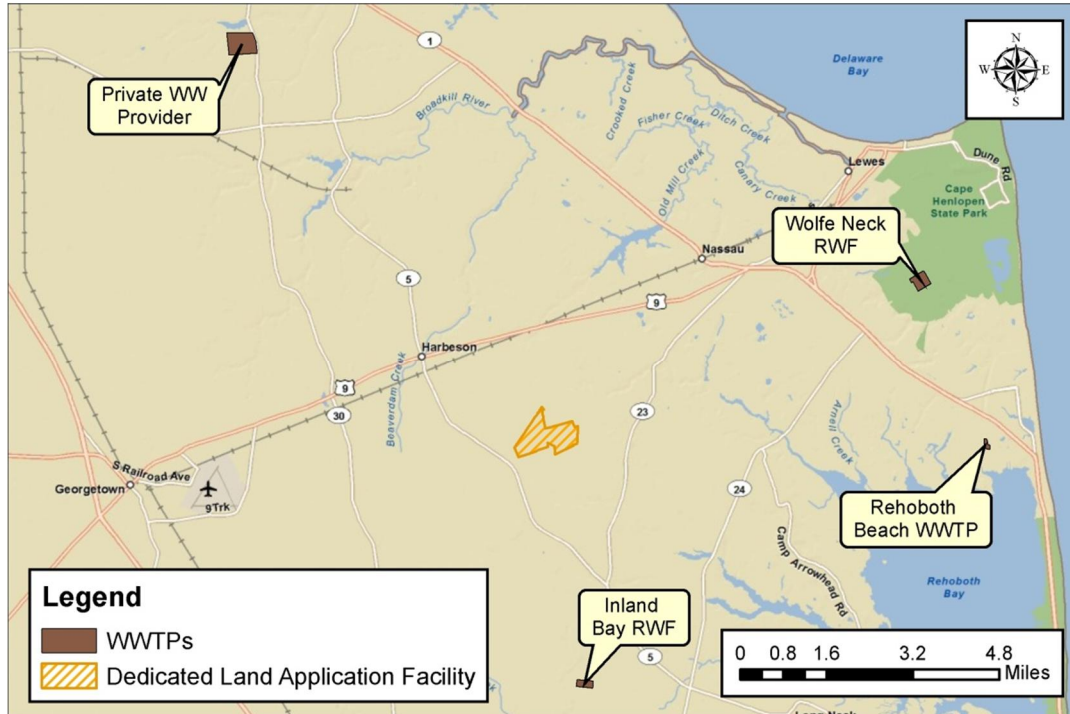 1
Delaware
Bay
N
W E
S
Private WW
Provider
Broadkill River
Crooked Creek
Fisher Creek
Ditch Creek
Old Mill Creek
Canary Creek
Lewes
Dune Rd
Cape
Henlopen
State Park
Wolfe Neck
RWF
Nassau
5
9
Harbeson
Beaverdam Creek
9
30
23
Arnell Creek
S Railroad Ave
Georgetown
gTrk
24
Rehoboth
Beach WWTP
Camp Arrowhead Rd
Rehoboth
Bay
Inland
Bay RWF
5
Legend
WWTPs
Dedicated Land Application Facility
0 0.8 1.6 3.2 4.8
Miles
Long Neck